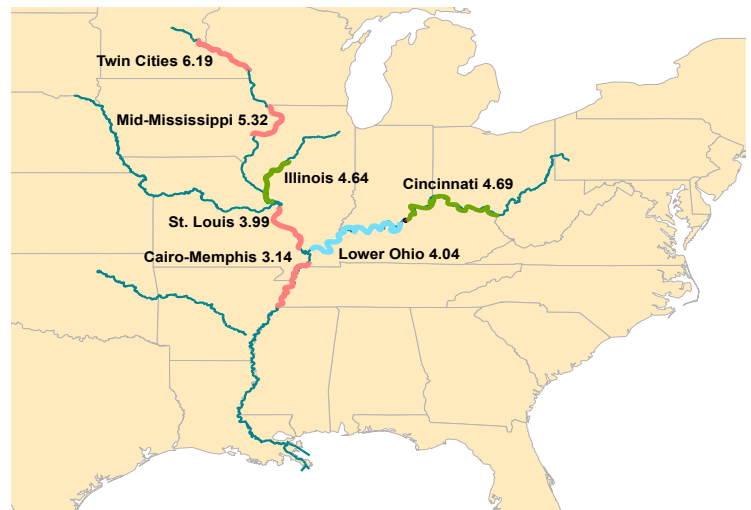 Twin Cities 6.19
Mid-Mississippi 5.32
Illinois 4.64
Cincinnati 4.69
St. Louis 3.99
Cairo-Memphis 3.14
Lower Ohio 4.04